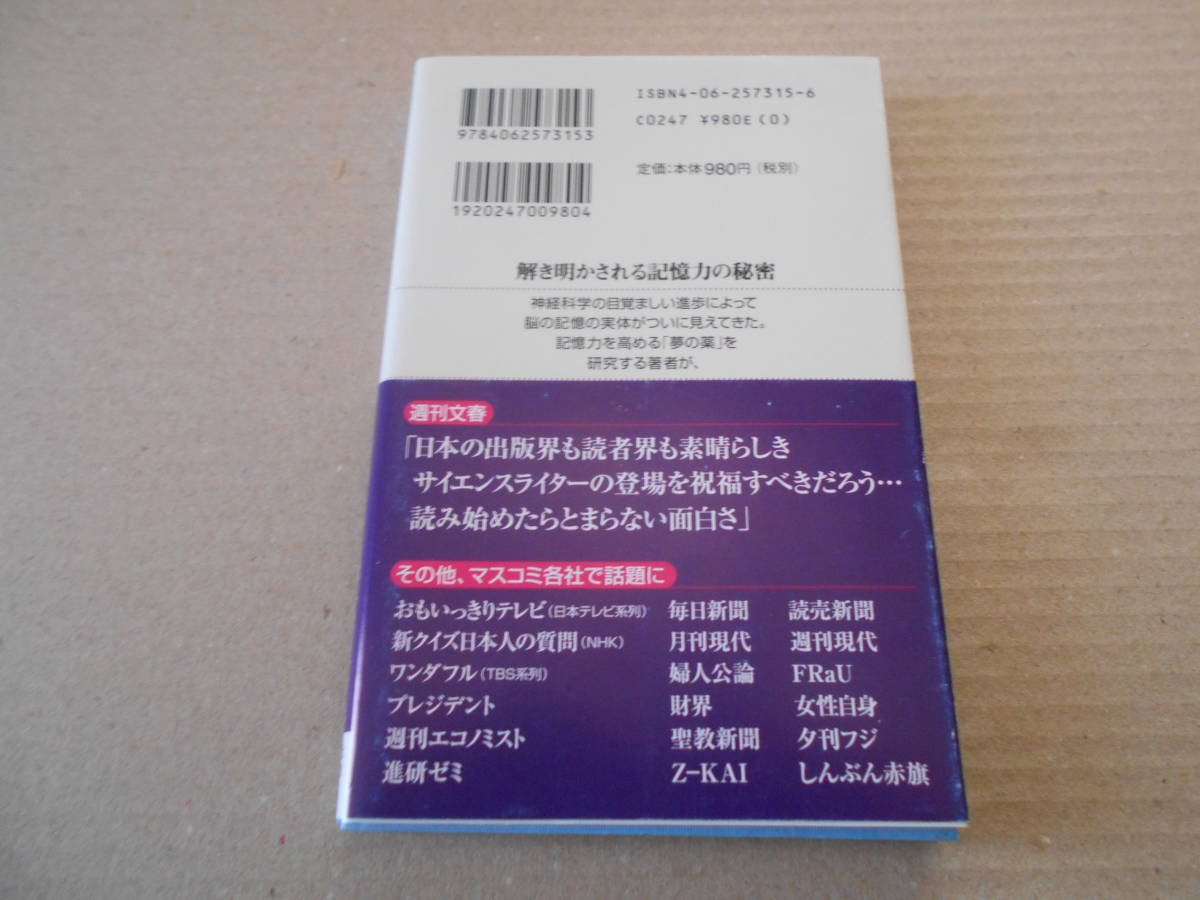 ISBN4-06-257315-6
9784062573153
C0247 ¥980E (0)
定価：本体980円（税別）
1920247009804
解き明かされる記憶力の秘密
神経科学の目覚ましい進歩によって
脳の記憶の実体がついに見えてきた。
記憶力を高める「夢の薬」を
研究する著者が、
週刊文春
「日本の出版界も読者界も素晴らしき
サイエンスライターの登場を祝福すべきだろう…
読み始めたらとまらない面白さ」
その他、マスコミ各社で話題に
おもいっきりテレビ（日本テレビ系列） 毎日新聞 読売新聞
新クイズ日本人の質問（NHK） 月刊現代 週刊現代
ワンダフル（TBS系列） 婦人公論 FRaU
プレジデント 財界 女性自身
週刊エコノミスト 聖教新聞 夕刊フジ
進研ゼミ Z-KAI しんぶん赤旗